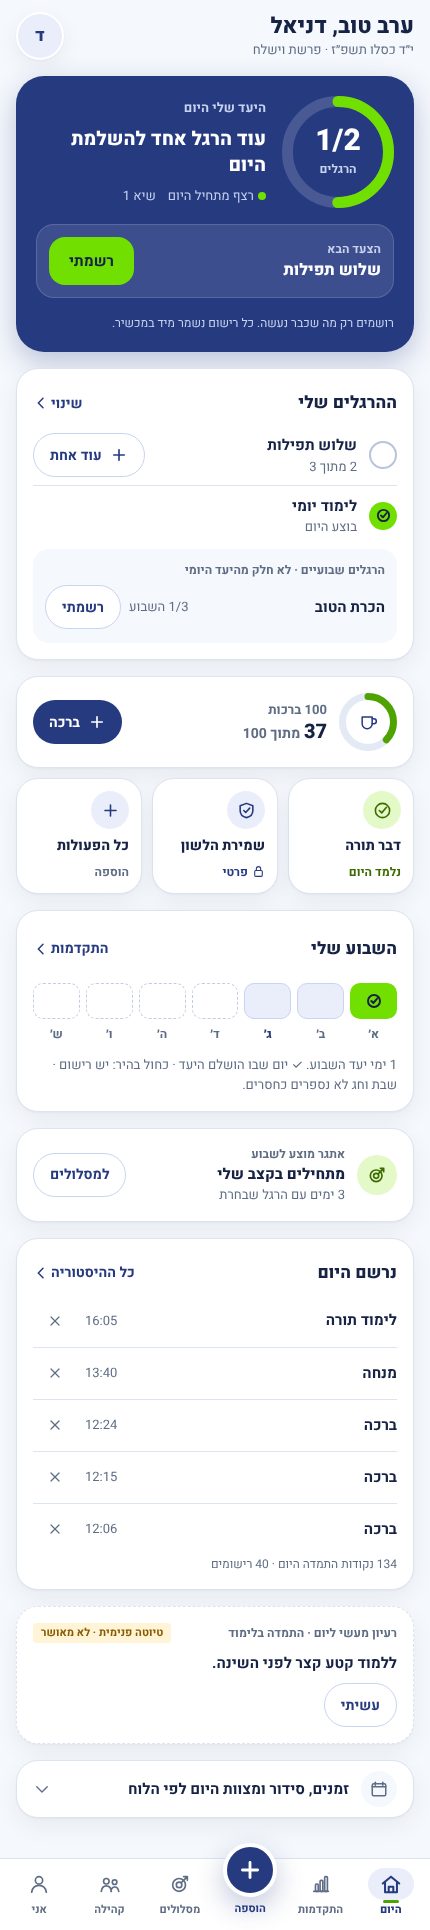 ערב טוב, דניאל
ד
י״ד כסלו תשפ״ז · פרשת וישלח
1/2
הרגלים
היעד שלי היום
עוד הרגל אחד להשלמת
היום
רצף מתחיל היום שיא 1
הצעד הבא
שלוש תפילות
רשמתי
רושמים רק מה שכבר נעשה. כל רישום נשמר מיד במכשיר.
ההרגלים שלי
שינוי
שלוש תפילות
2 מתוך 3
עוד אחת
לימוד יומי
בוצע היום
הרגלים שבועיים · לא חלק מהיעד היומי
הכרת הטוב
1/3 השבוע
רשמתי
100 ברכות
37 מתוך 100
ברכה
דבר תורה
נלמד היום
שמירת הלשון
פרטי
כל הפעולות
הוספה
השבוע שלי
התקדמות
א׳ ב׳ ג׳ ד׳ ה׳ ו׳ ש׳
1 ימי יעד השבוע. ✓ יום שבו הושלם היעד · כחול בהיר: יש רישום ·
שבת וחג לא נספרים כחסרים.
אתגר מוצע לשבוע
מתחילים בקצב שלי
3 ימים עם הרגל שבחרת
למסלולים
נרשם היום
כל ההיסטוריה
לימוד תורה 16:05
מנחה 13:40
ברכה 12:24
ברכה 12:15
ברכה 12:06
134 נקודות התמדה היום · 40 רישומים
רעיון מעשי ליום · התמדה בלימוד
טיוטה פנימית · לא מאושר
ללמוד קטע קצר לפני השינה.
עשיתי
זמנים, סידור ומצוות היום לפי הלוח
היום
התקדמות
הוספה
מסלולים
קהילה
אני